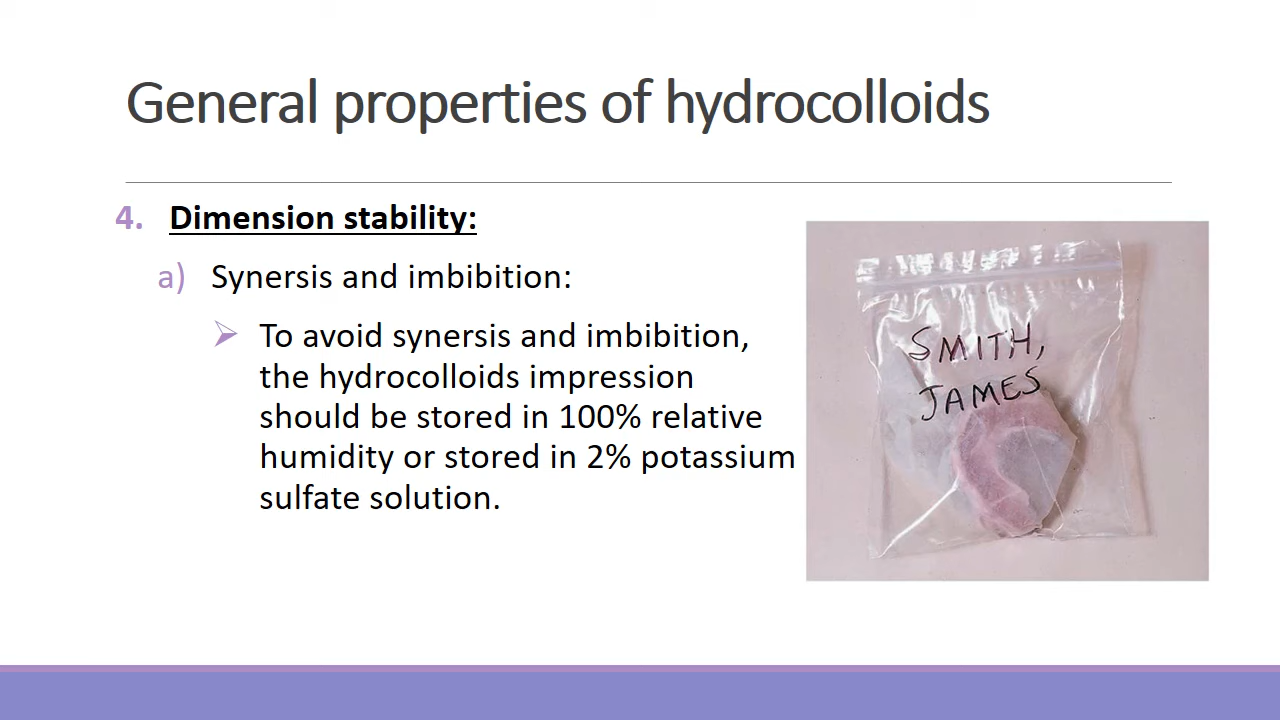 General properties of hydrocolloids
4. Dimension stability:
a) Synersis and imbibition:
To avoid synersis and imbibition,
the hydrocolloids impression
should be stored in 100% relative
humidity or stored in 2% potassium
sulfate solution.
SMITH,
JAMES